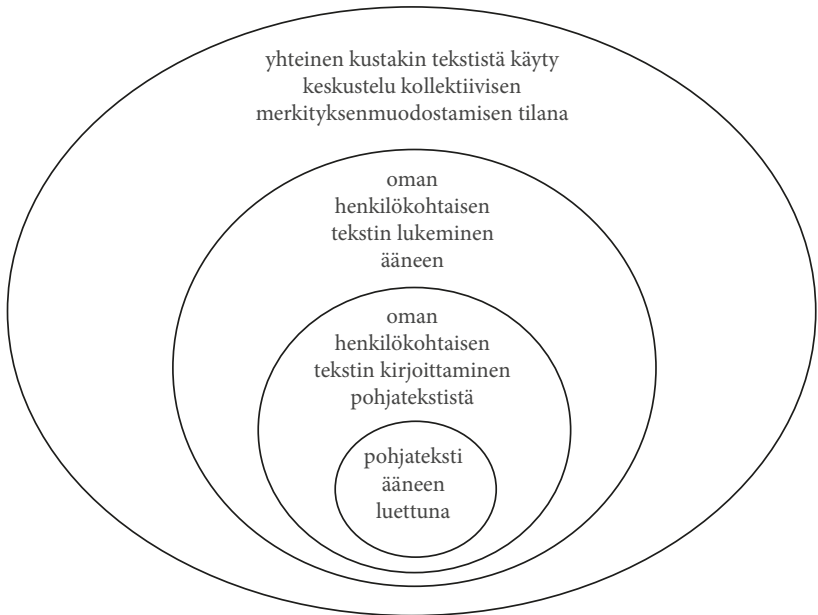 yhteinen kustakin tekstistä käyty
keskustelu kollektiivisen
merkityksenmuodostamisen tilana
oman
henkilökohtaisen
tekstin lukeminen
ääneen
oman
henkilökohtaisen
tekstin kirjoittaminen
pohjatekstistä
pohjateksti
ääneen
luettuna